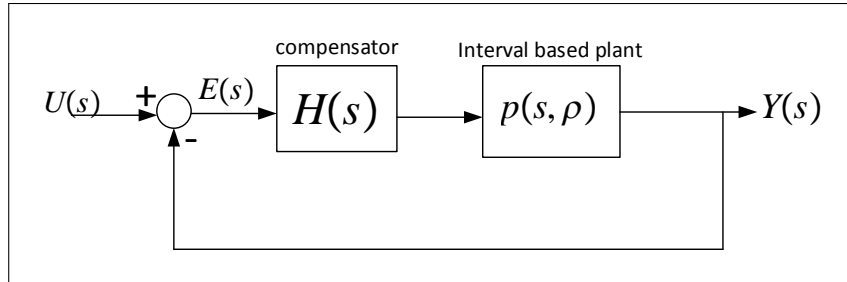 compensator
Interval based plant
U(s)
+
E(s)
H(s)
p(s, ρ)
Y(s)
-